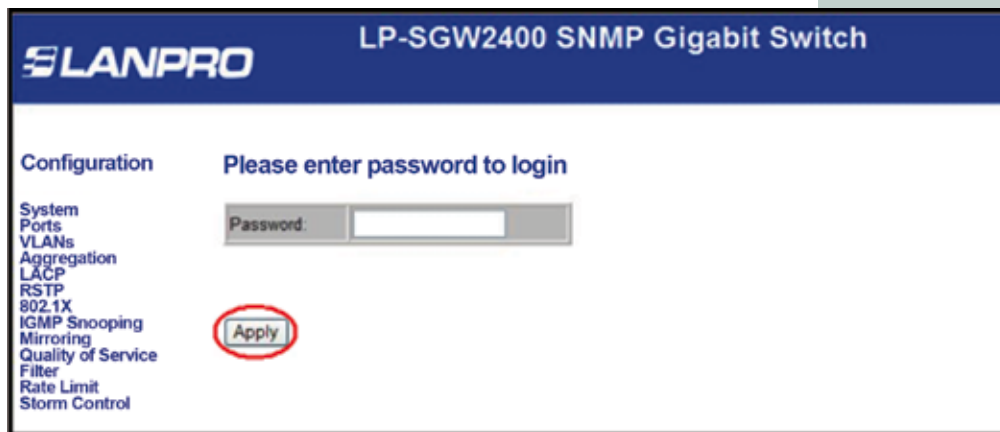 LANPRO
LP-SGW2400 SNMP Gigabit Switch
Configuration
System
Ports
VLANs
Aggregation
LACP
RSTP
802.1X
IGMP Snooping
Mirroring
Quality of Service
Filter
Rate Limit
Storm Control
Please enter password to login
Password:
Apply